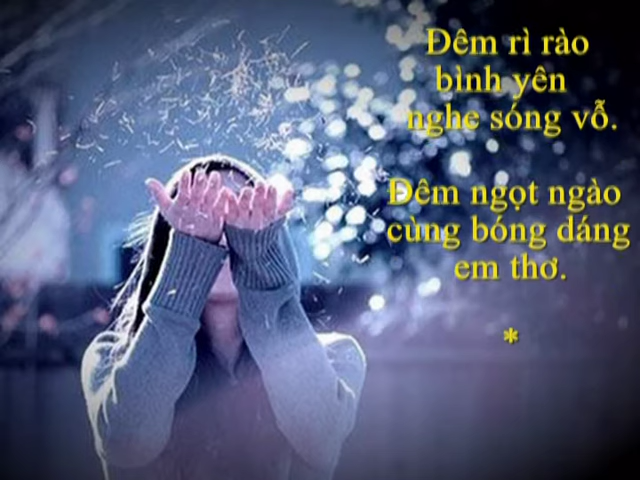 Đêm rì rào
bình yên
nghe sóng vỗ.
Đêm ngọt ngào
cùng bóng dáng
em thơ.
*